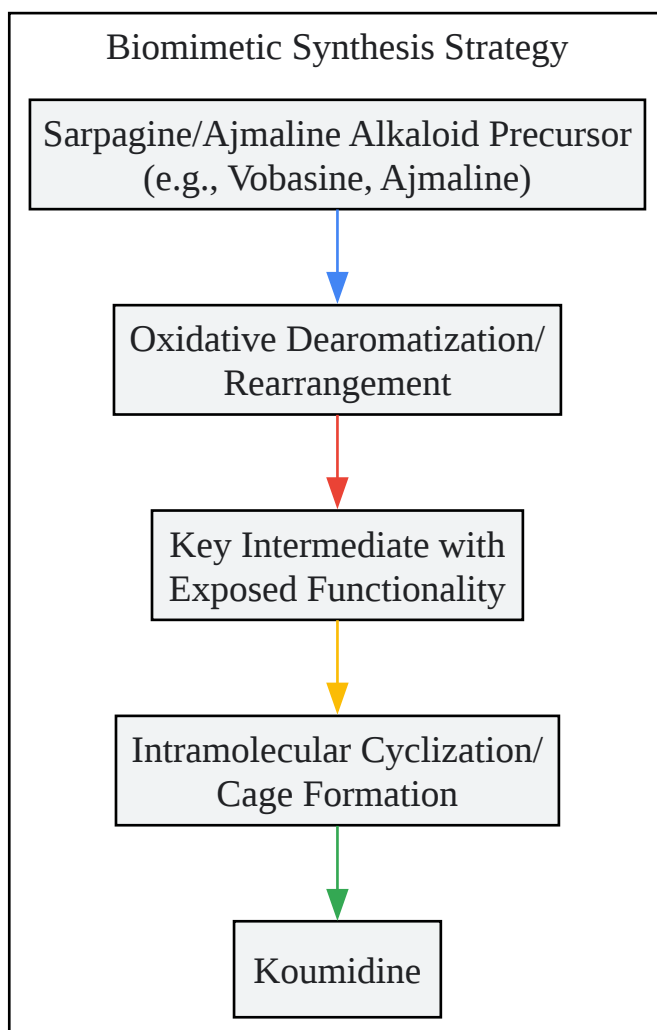 Biomimetic Synthesis Strategy
Sarpagine/Ajmaline Alkaloid Precursor
(e.g., Vobasine, Ajmaline)
Oxidative Dearomatization/
Rearrangement
Key Intermediate with
Exposed Functionality
Intramolecular Cyclization/
Cage Formation
Koumidine